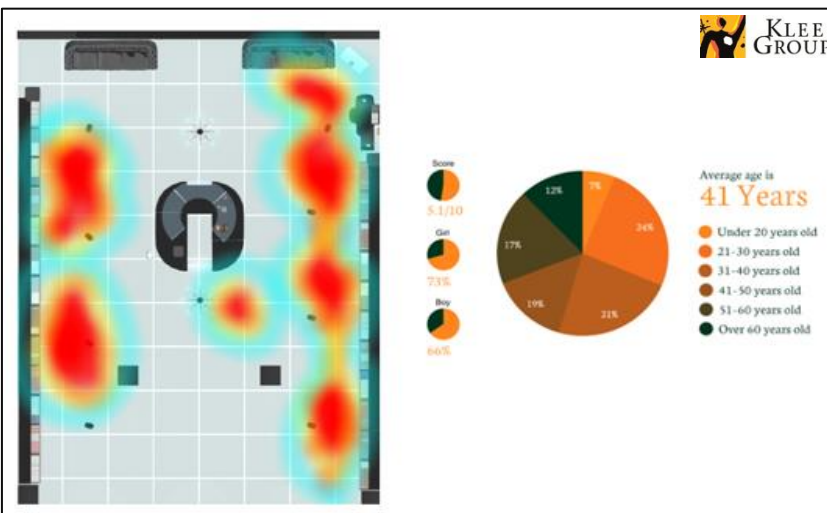 KLEE
GROUP
Score
5.1/10
Girl
73%
Boy
66%
7%
24%
21%
19%
17%
12%
Average age is
41 Years
Under 20 years old
21-30 years old
31-40 years old
41-50 years old
51-60 years old
Over 60 years old